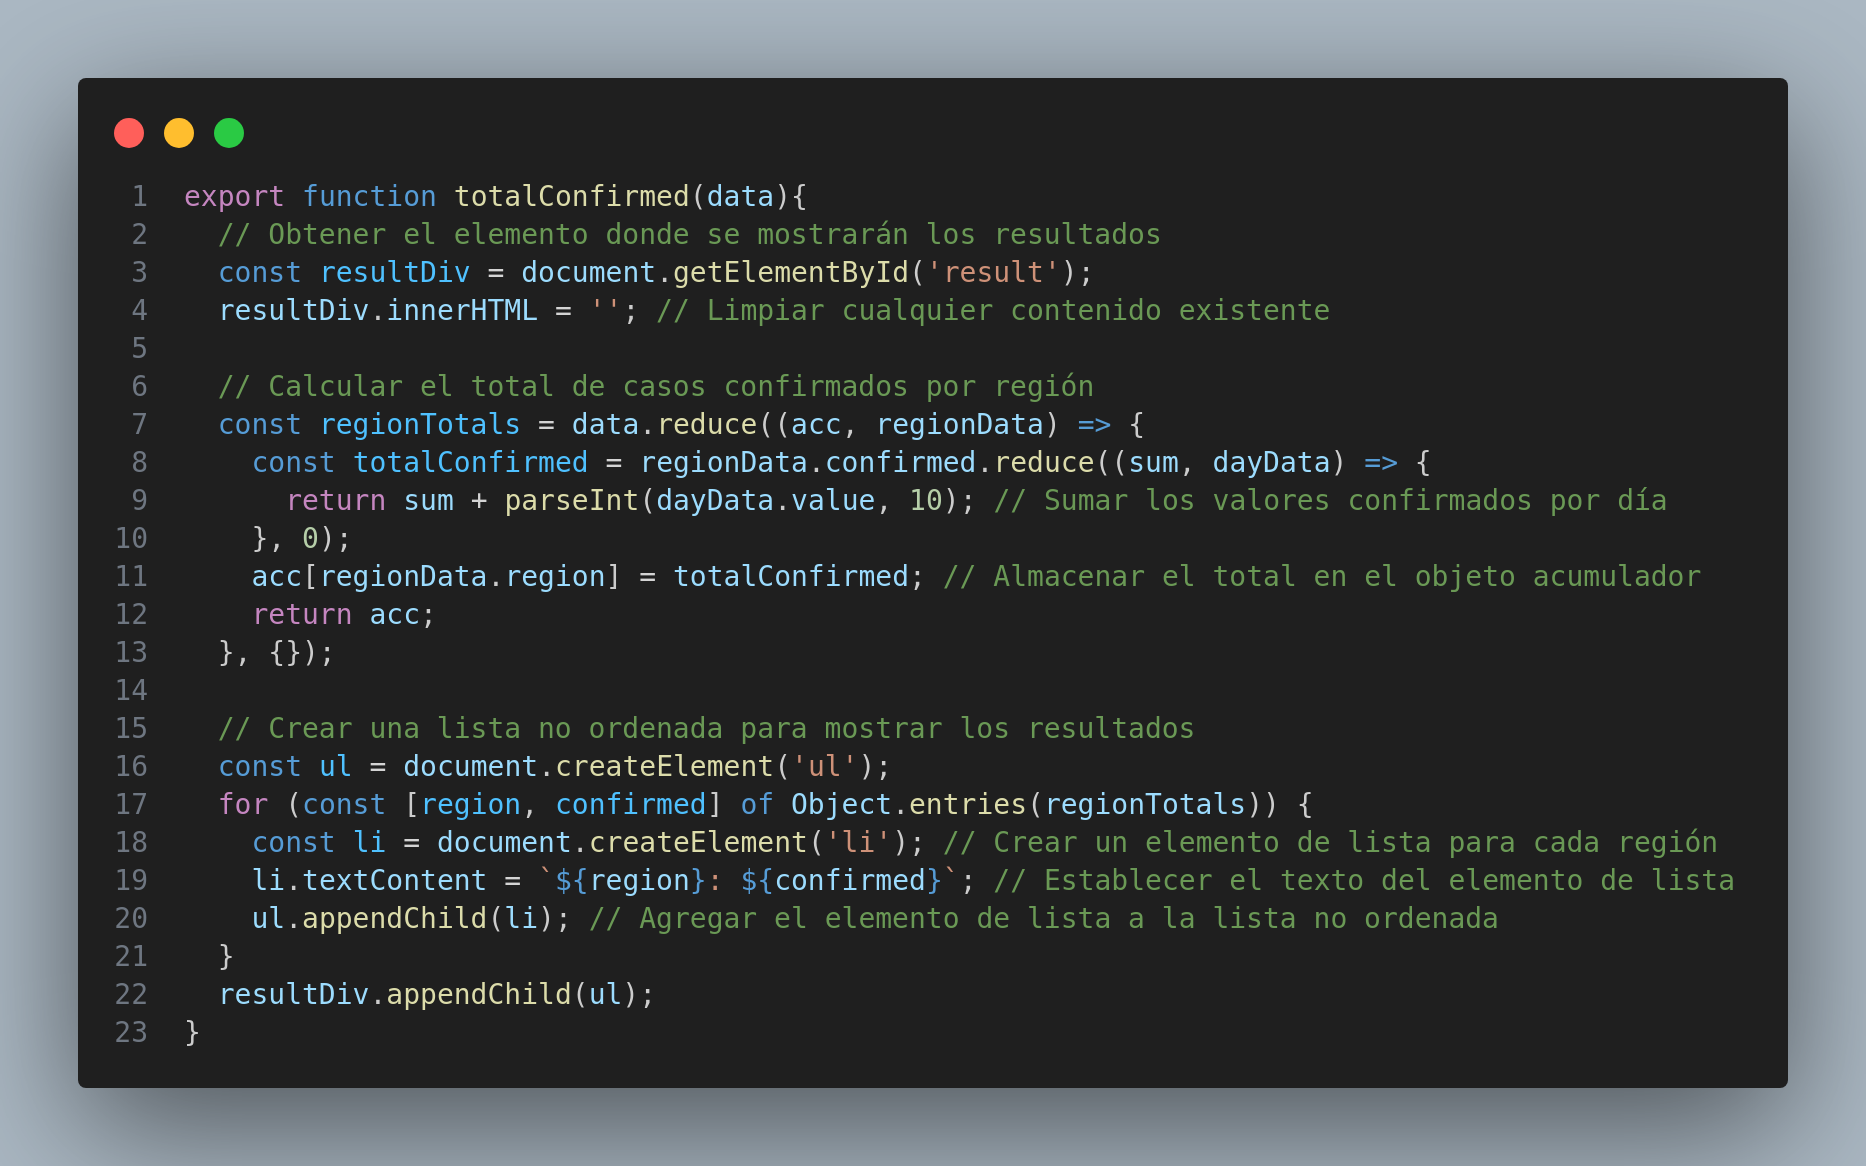 1 export function totalConfirmed(data){
2   // Obtener el elemento donde se mostrarán los resultados
3   const resultDiv = document.getElementById('result');
4   resultDiv.innerHTML = ''; // Limpiar cualquier contenido existente
5
6   // Calcular el total de casos confirmados por región
7   const regionTotals = data.reduce((acc, regionData) => {
8     const totalConfirmed = regionData.confirmed.reduce((sum, dayData) => {
9       return sum + parseInt(dayData.value, 10); // Sumar los valores confirmados por día
10     }, 0);
11     acc[regionData.region] = totalConfirmed; // Almacenar el total en el objeto acumulador
12     return acc;
13   }, {});
14
15   // Crear una lista no ordenada para mostrar los resultados
16   const ul = document.createElement('ul');
17   for (const [region, confirmed] of Object.entries(regionTotals)) {
18     const li = document.createElement('li'); // Crear un elemento de lista para cada región
19     li.textContent = `${region}: ${confirmed}`; // Establecer el texto del elemento de lista
20     ul.appendChild(li); // Agregar el elemento de lista a la lista no ordenada
21   }
22   resultDiv.appendChild(ul);
23 }